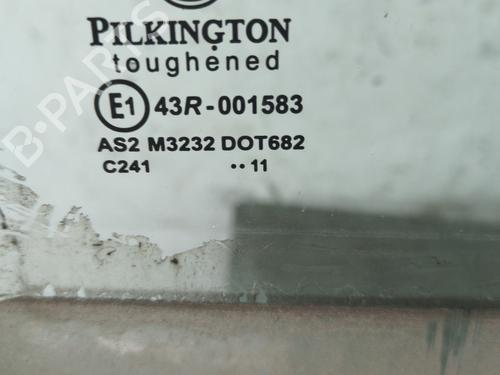 PILKINGTON
toughened
E1 43R-001583
AS2 M3232 DOT682
C241 ·· 11
B-PARTS